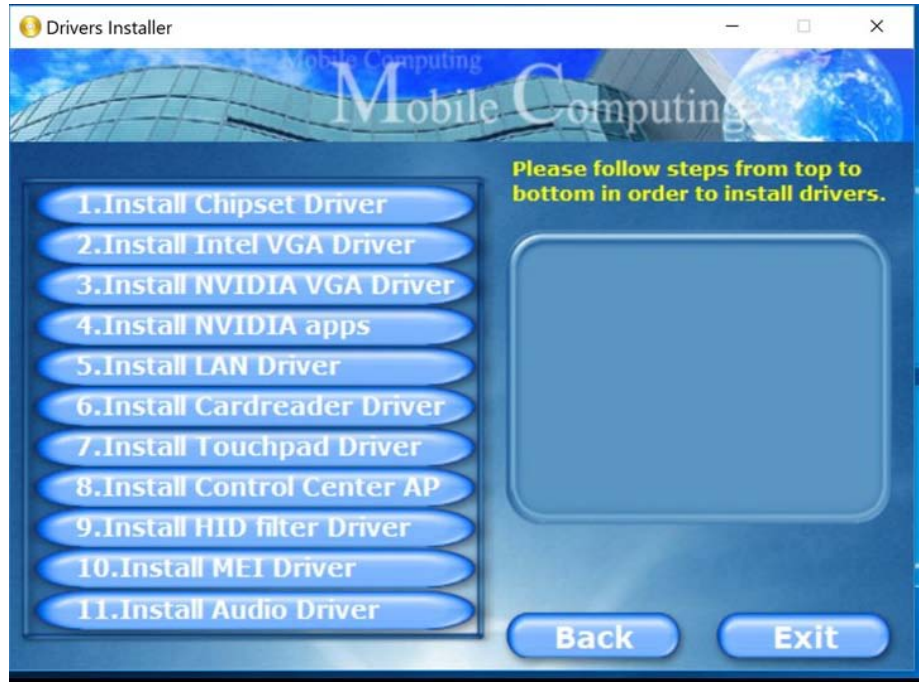 Drivers Installer
Mobile Computing
Mobile Computing
Please follow steps from top to
bottom in order to install drivers.
1.Install Chipset Driver
2.Install Intel VGA Driver
3.Install NVIDIA VGA Driver
4.Install NVIDIA apps
5.Install LAN Driver
6.Install Cardreader Driver
7.Install Touchpad Driver
8.Install Control Center AP
9.Install HID filter Driver
10.Install MEI Driver
11.Install Audio Driver
Back
Exit